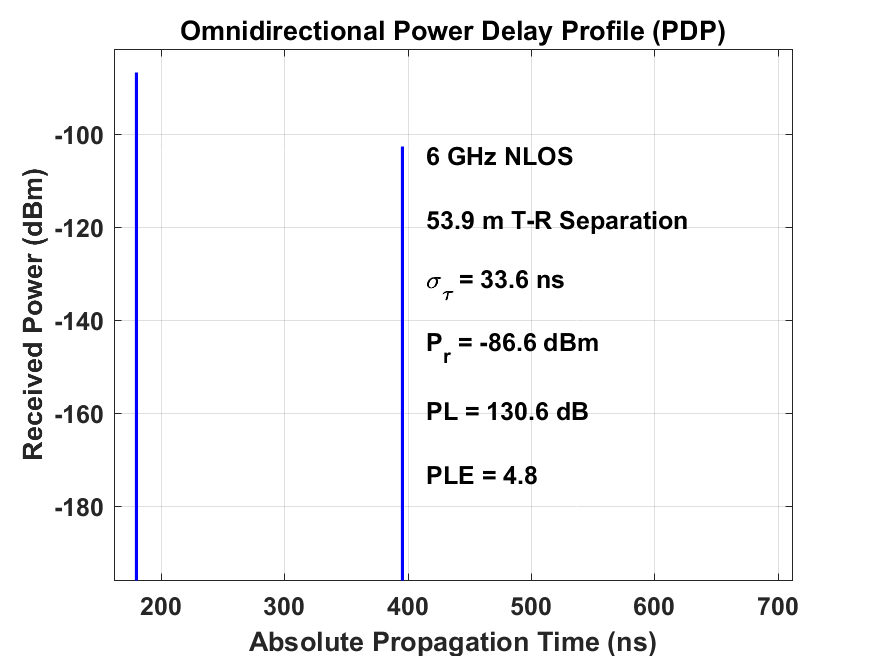 Omnidirectional Power Delay Profile (PDP)
Received Power (dBm)
-100
-120
-140
-160
-180
6 GHz NLOS
53.9 m T-R Separation
σ_τ = 33.6 ns
P_r = -86.6 dBm
PL = 130.6 dB
PLE = 4.8
200 300 400 500 600 700
Absolute Propagation Time (ns)